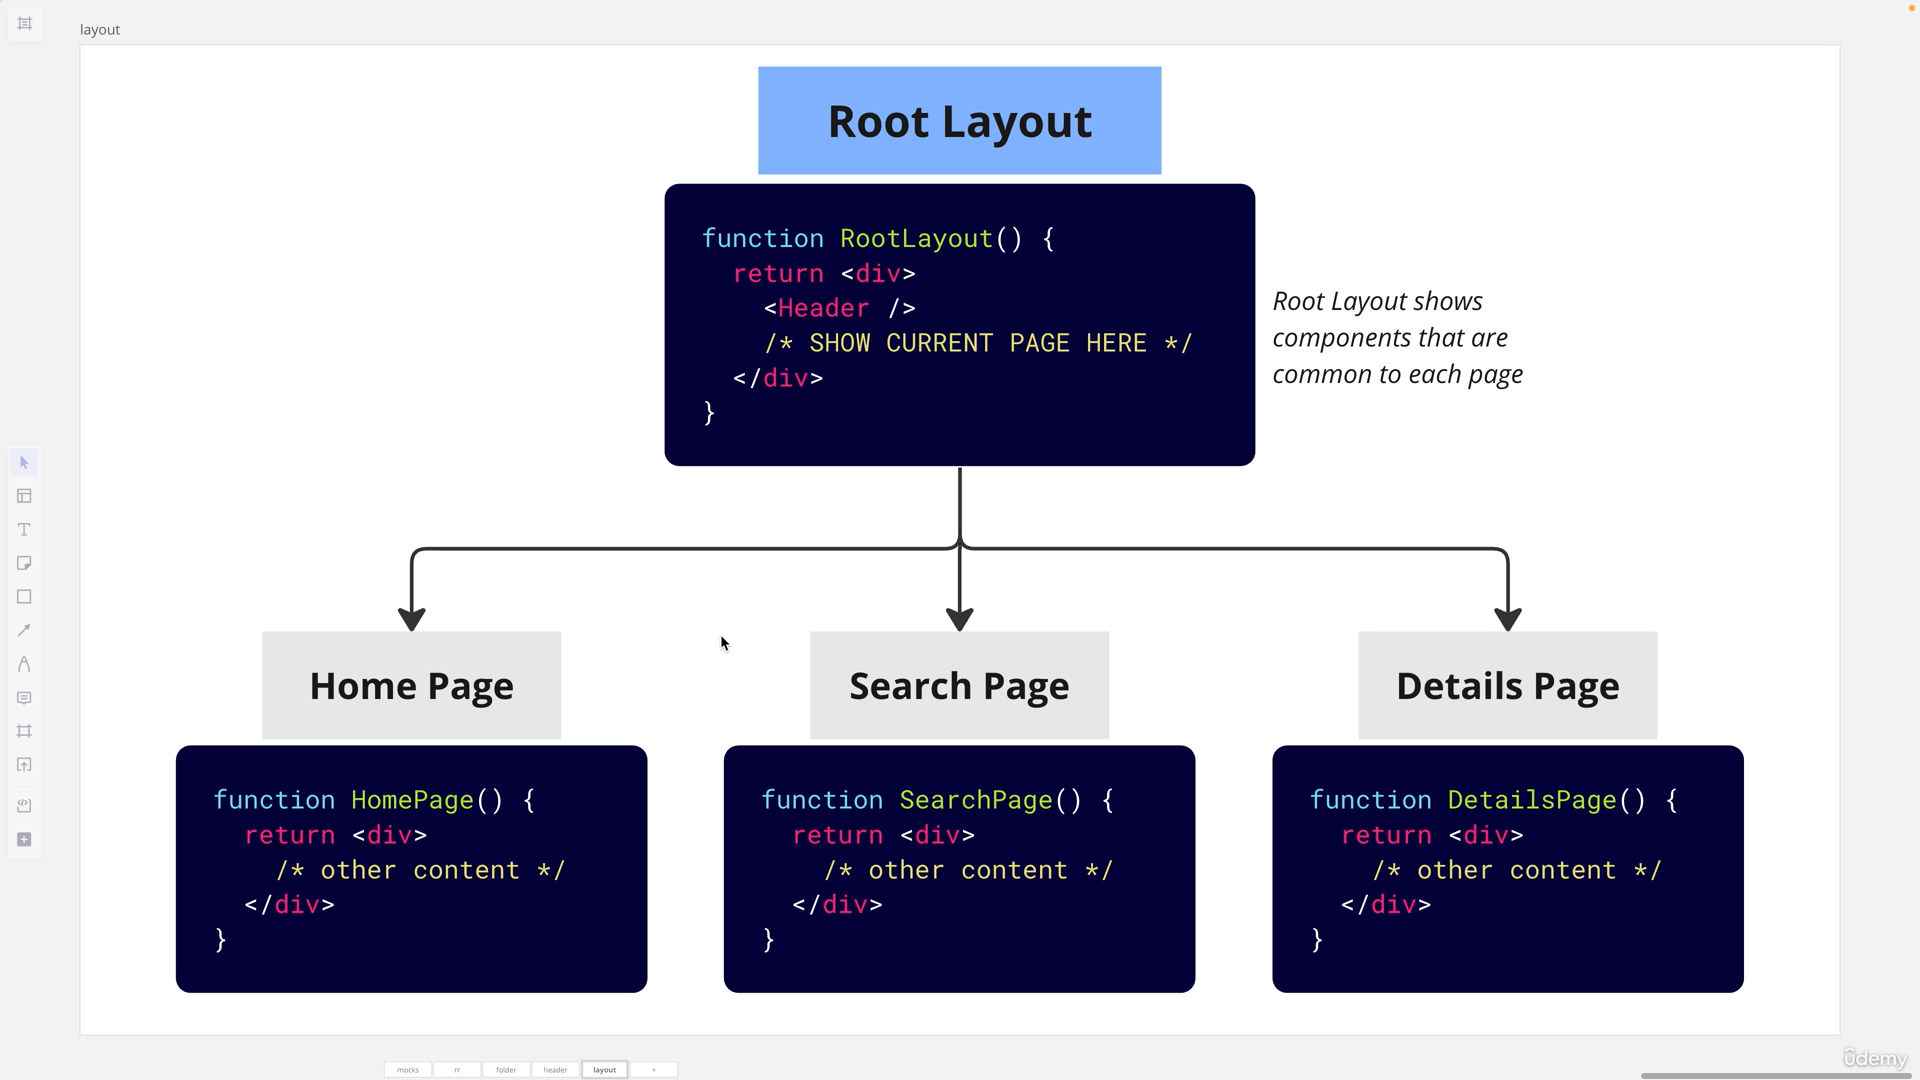 layout
Root Layout
function RootLayout() {
return <div>
<Header />
/* SHOW CURRENT PAGE HERE */
</div>
}
Root Layout shows
components that are
common to each page
Home Page
function HomePage() {
return <div>
/* other content */
</div>
}
Search Page
function SearchPage() {
return <div>
/* other content */
</div>
}
Details Page
function DetailsPage() {
return <div>
/* other content */
</div>
}
mocks rr folder header layout +
ûdemy